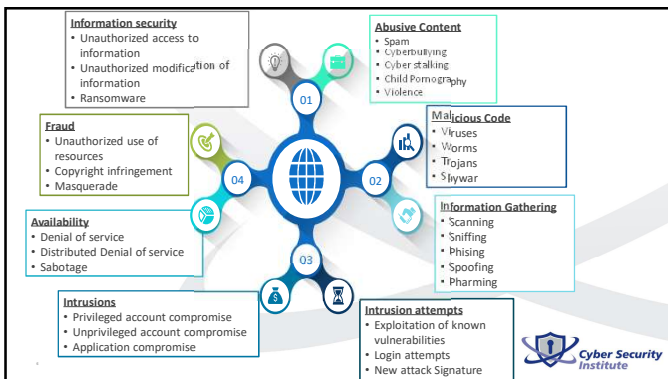 Information security
• Unauthorized access to
information
• Unauthorized modification of
information
• Ransomware
Abusive Content
• Spam
• Cyberbullying
• Cyber stalking
• Child Pornography
• Violence
01
Fraud
• Unauthorized use of
resources
• Copyright infringement
• Masquerade
Malicious Code
• Viruses
• Worms
• Trojans
• Spywar
04
02
Availability
• Denial of service
• Distributed Denial of service
• Sabotage
Information Gathering
• Scanning
• Sniffing
• Phising
• Spoofing
• Pharming
03
Intrusions
• Privileged account compromise
• Unprivileged account compromise
• Application compromise
Intrusion attempts
• Exploitation of known
vulnerabilities
• Login attempts
• New attack Signature
Cyber Security
Institute